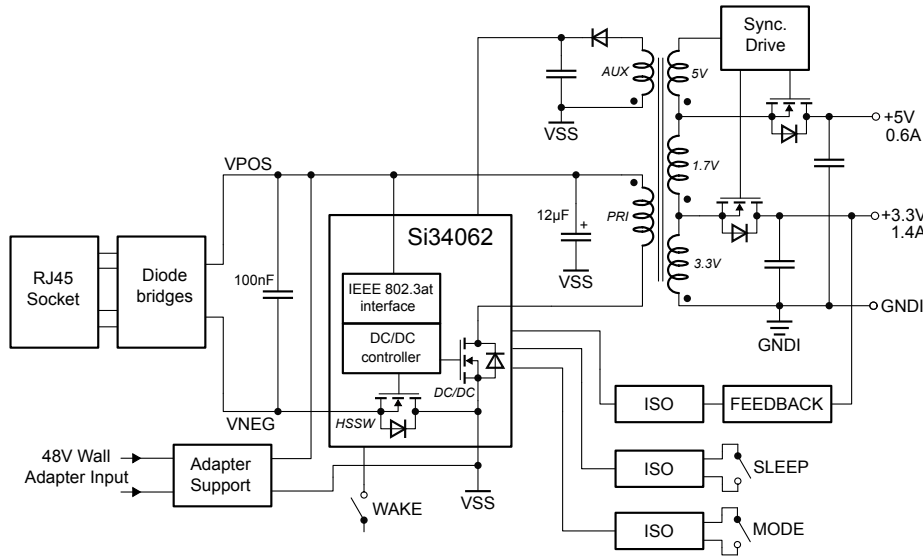 Sync.
Drive
AUX
5V
VSS
+5V
0.6A
VPOS
1.7V
12µF
+
PRI
+3.3V
1.4A
Si34062
RJ45
Socket
Diode
bridges
100nF
IEEE 802.3at
interface
VSS
3.3V
GNDI
GNDI
DC/DC
controller
DC/DC
HSSW
VNEG
ISO
FEEDBACK
48V Wall
Adapter Input
Adapter
Support
WAKE
VSS
ISO
SLEEP
ISO
MODE